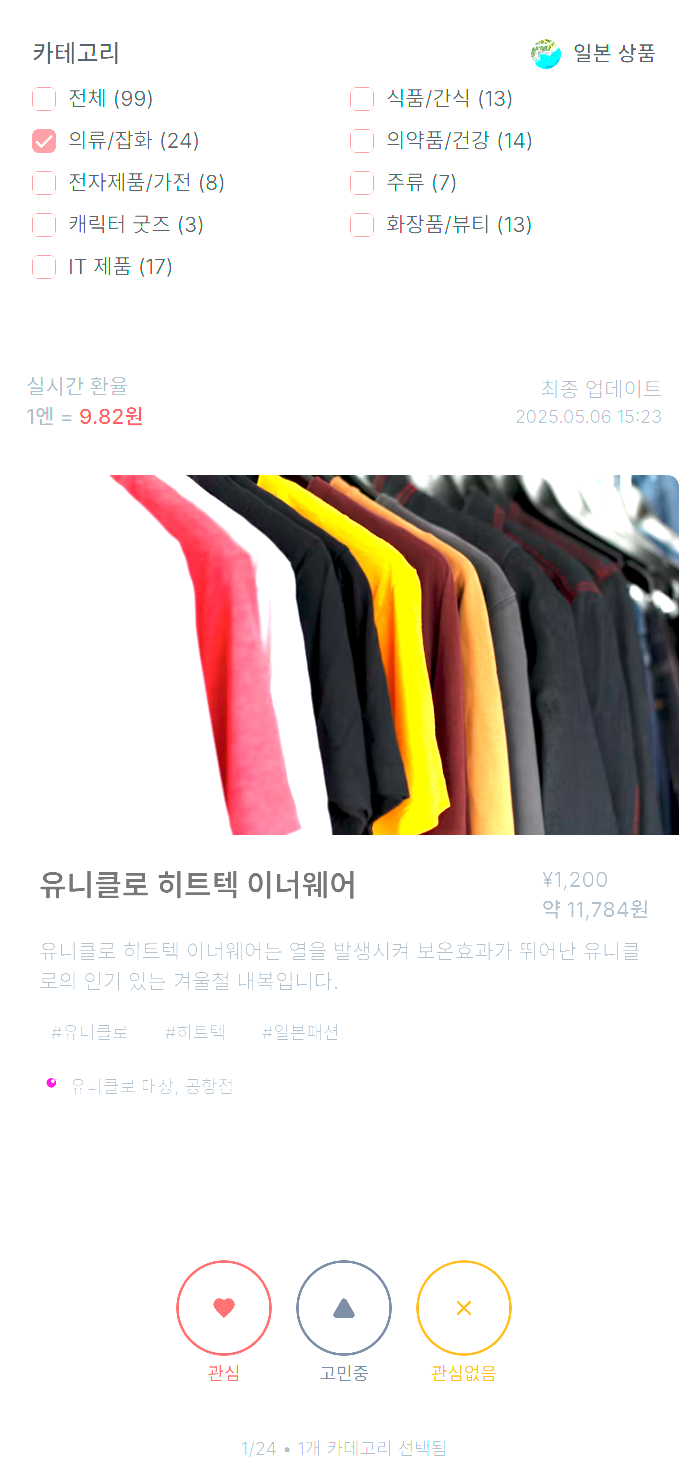 카테고리
일본 상품
전체 (99)
식품/간식 (13)
의류/잡화 (24)
의약품/건강 (14)
전자제품/가전 (8)
주류 (7)
캐릭터 굿즈 (3)
화장품/뷰티 (13)
IT 제품 (17)
실시간 환율
최종 업데이트
1엔 = 9.82원
2025.05.06 15:23
유니클로 히트텍 이너웨어
¥1,200
약 11,784원
유니클로 히트텍 이너웨어는 열을 발생시켜 보온효과가 뛰어난 유니클
로의 인기 있는 겨울철 내복입니다.
#유니클로 #히트텍 #일본패션
유니클로 매장, 공항점
관심
고민중
관심없음
1/24 • 1개 카테고리 선택됨